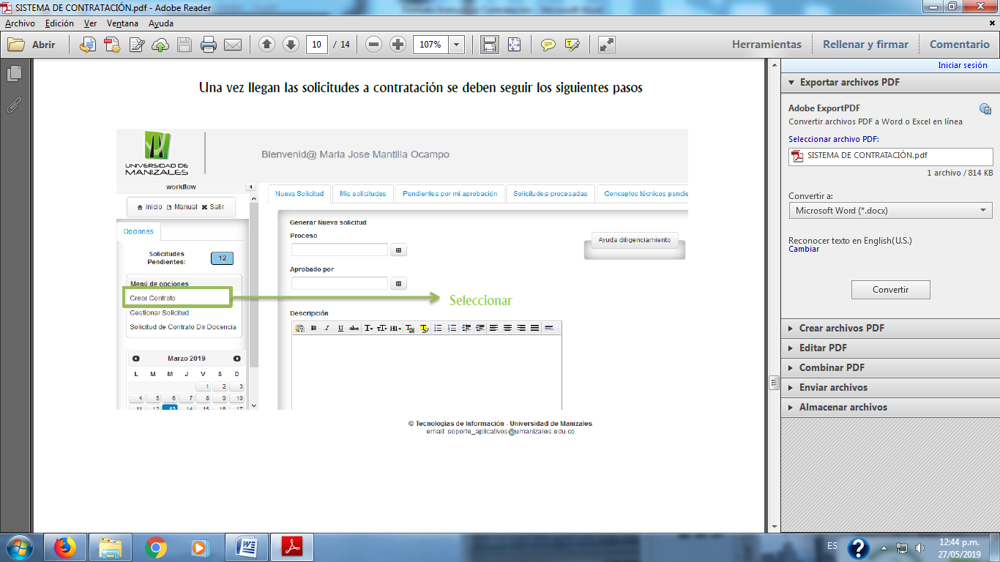 SISTEMA DE CONTRATACIÓN.pdf - Adobe Reader
Archivo Edición Ver Ventana Ayuda
Abrir 10 / 14 107% Herramientas Rellenar y firmar Comentario
Iniciar sesión
Una vez llegan las solicitudes a contratación se deben seguir los siguientes pasos
UNIVERSIDAD DE
MANIZALES
Bienvenid@ Maria Jose Mantilla Ocampo
workflow
Inicio Manual Salir
Opciones
Solicitudes
Pendientes:
12
Menú de opciones
Crear Contrato
Gestionar Solicitud
Solicitud de Contrato Dir Docencia
Marzo 2019
L M M J V S D
1 2 3
4 5 6 7 8 9 10
11 12 13 14 15 16 17
Nueva Solicitud Mis solicitudes Pendientes por mi aprobación Solicitudes procesadas Conceptos técnicos pendie
Generar Nueva solicitud
Proceso
Ayuda diligenciamiento
Aprobado por
Seleccionar
Descripción
© Tecnologías de Información - Universidad de Manizales
email: soporte_aplicativos@umanizales.edu.co
Exportar archivos PDF
Adobe ExportPDF
Convertir archivos PDF a Word o Excel en línea
Seleccionar archivo PDF:
SISTEMA DE CONTRATACIÓN.pdf
1 archivo / 814 KB
Convertir a:
Microsoft Word (*.docx)
Reconocer texto en English(U.S.)
Cambiar
Convertir
Crear archivos PDF
Editar PDF
Combinar PDF
Enviar archivos
Almacenar archivos
ES
12:44 p.m.
27/05/2019